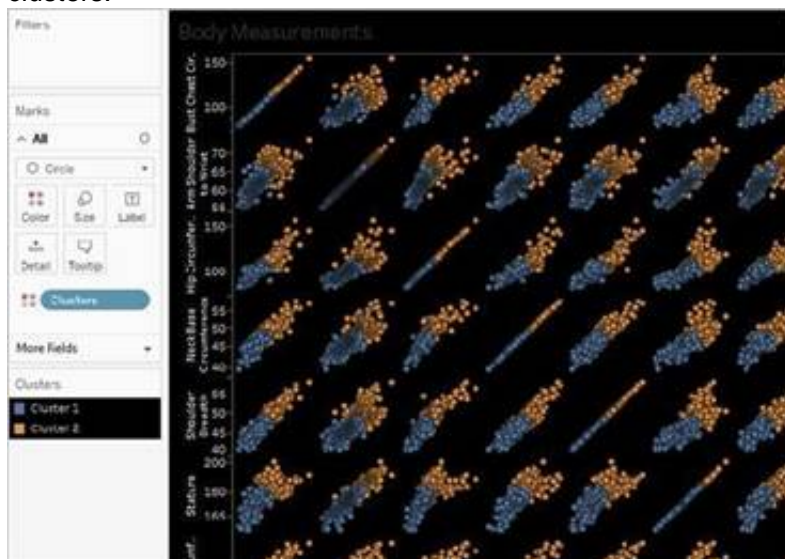 clusters.
Filters
Body Measurements
Marks
All
Circle
Color
Size
Label
Detail
Tooltip
Clusters
More Fields
Clusters
Cluster 1
Cluster 2
Bust Chest Cir..
150
100
Arm Shoulder
to Wrist
70
65
60
55
Hip Circumfer..
150
100
Neck Base
Circumference
55
50
45
40
Shoulder
Breadth
55
50
45
40
Stature
200
180
165